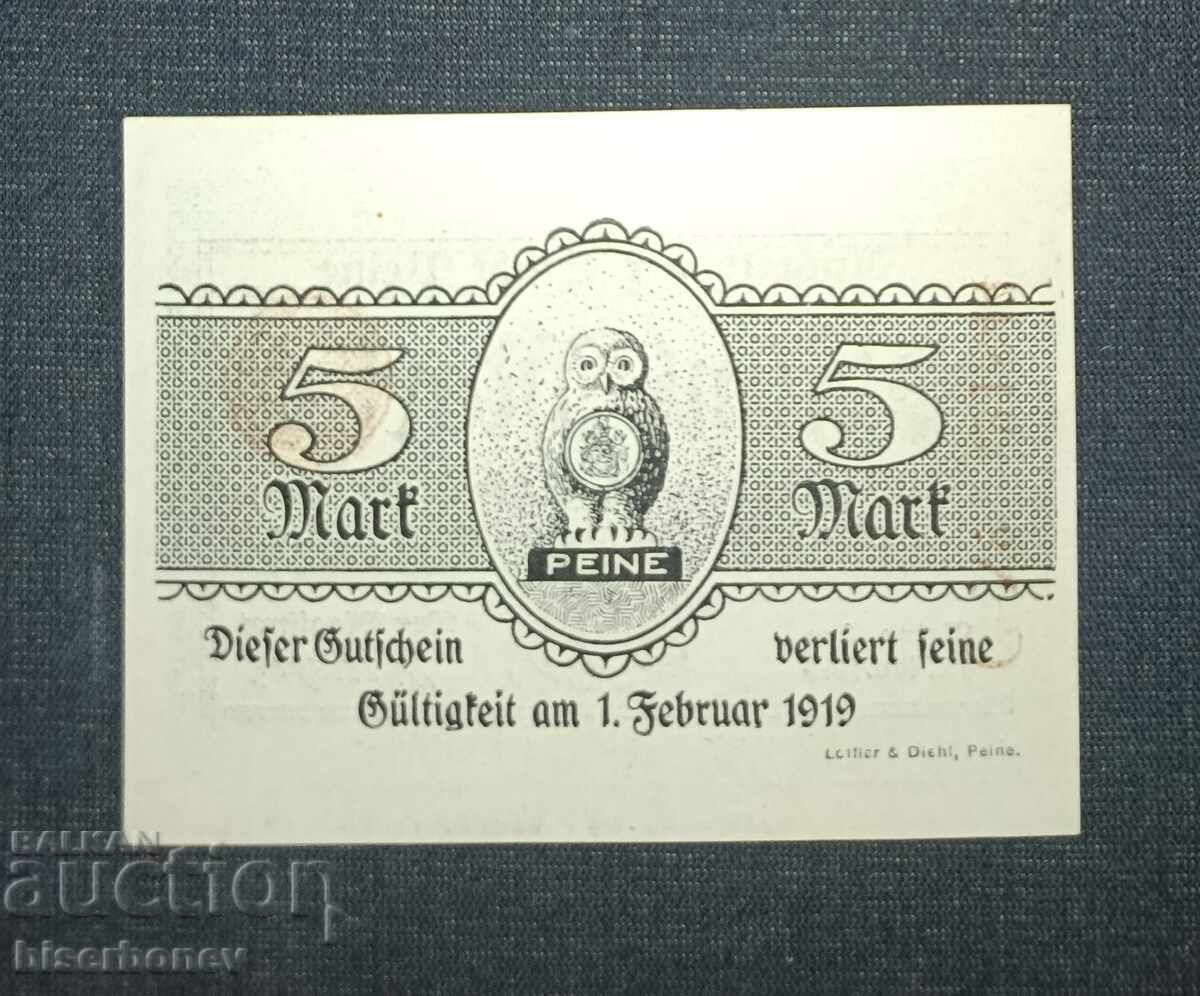 5 5
Mark Mark
PEINE
Dieser Gutschein verliert seine
Gültigkeit am 1. Februar 1919
& Diehl, Peine.
BALKAN
auction
biserboney